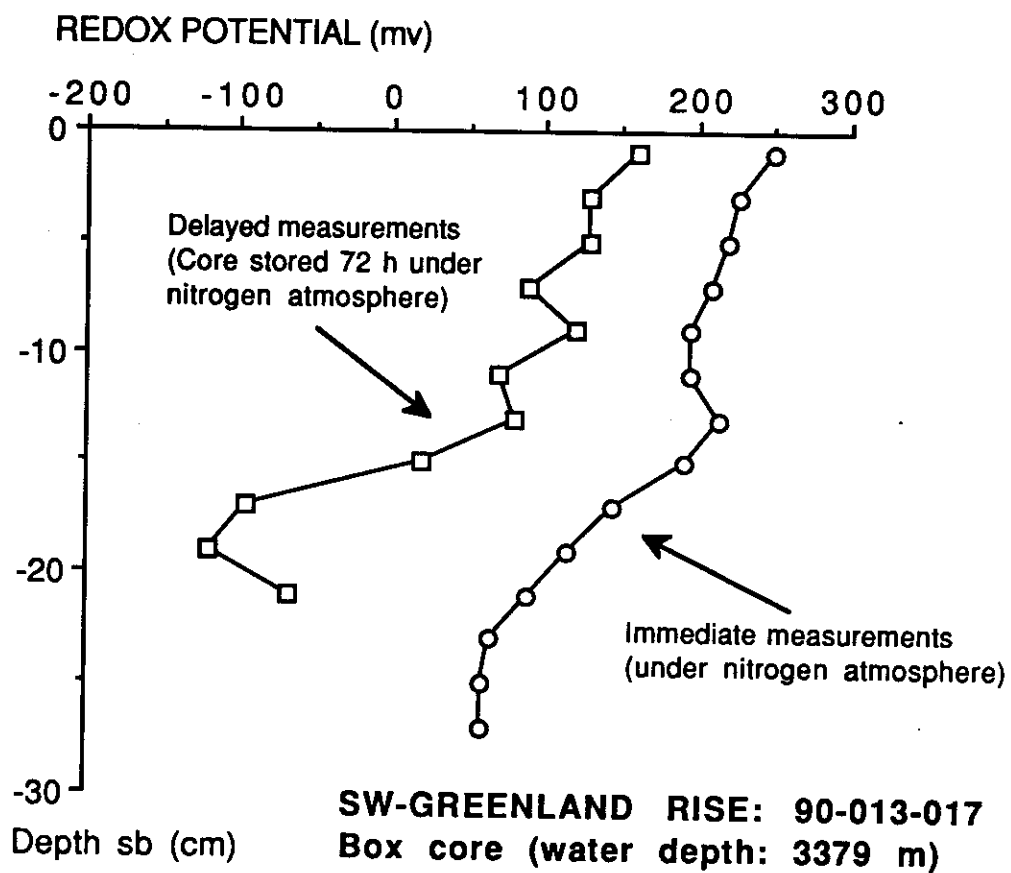 REDOX POTENTIAL (mv)
-200 -100 0 100 200 300
0
Delayed measurements
(Core stored 72 h under
nitrogen atmosphere)
-10
-20
Immediate measurements
(under nitrogen atmosphere)
-30
SW-GREENLAND RISE: 90-013-017
Depth sb (cm) Box core (water depth: 3379 m)